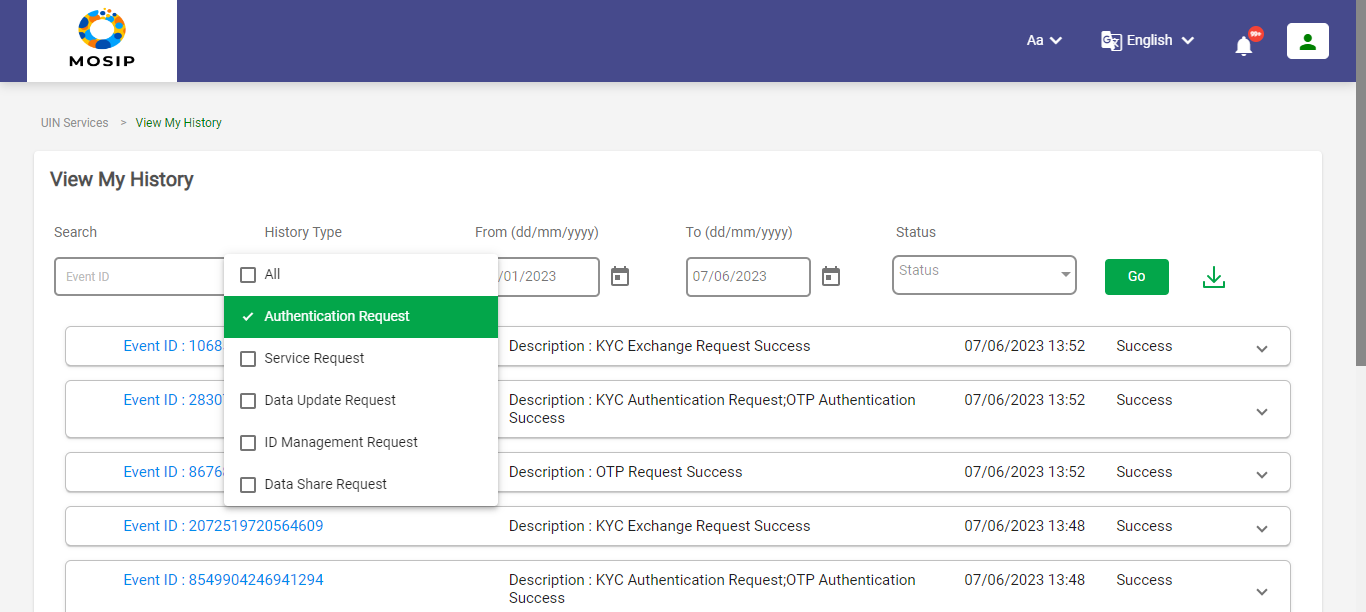 MOSIP
Aa
English
99+
UIN Services > View My History
View My History
Search
History Type
From (dd/mm/yyyy)
To (dd/mm/yyyy)
Status
Event ID
/01/2023
07/06/2023
Status
Go
All
Authentication Request
Service Request
Data Update Request
ID Management Request
Data Share Request
Event ID : 1068
Description : KYC Exchange Request Success
07/06/2023 13:52
Success
Event ID : 2830
Description : KYC Authentication Request;OTP Authentication
Success
07/06/2023 13:52
Success
Event ID : 8676
Description : OTP Request Success
07/06/2023 13:52
Success
Event ID : 2072519720564609
Description : KYC Exchange Request Success
07/06/2023 13:48
Success
Event ID : 8549904246941294
Description : KYC Authentication Request;OTP Authentication
Success
07/06/2023 13:48
Success